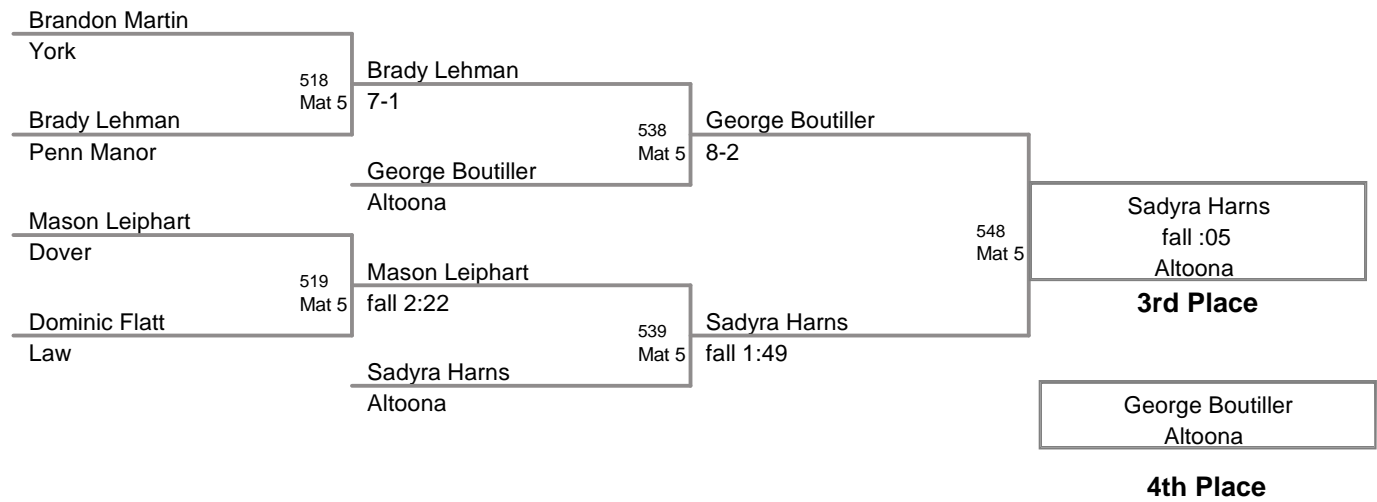 Brandon Martin
York
518
Mat 5
Brady Lehman
7-1
Brady Lehman
Penn Manor
538
Mat 5
George Boutiller
8-2
George Boutiller
Altoona
Mason Leiphart
Dover
548
Mat 5
Sadyra Harns
fall :05
Altoona
3rd Place
519
Mat 5
Mason Leiphart
fall 2:22
Dominic Flatt
Law
539
Mat 5
Sadyra Harns
fall 1:49
Sadyra Harns
Altoona
George Boutiller
Altoona
4th Place